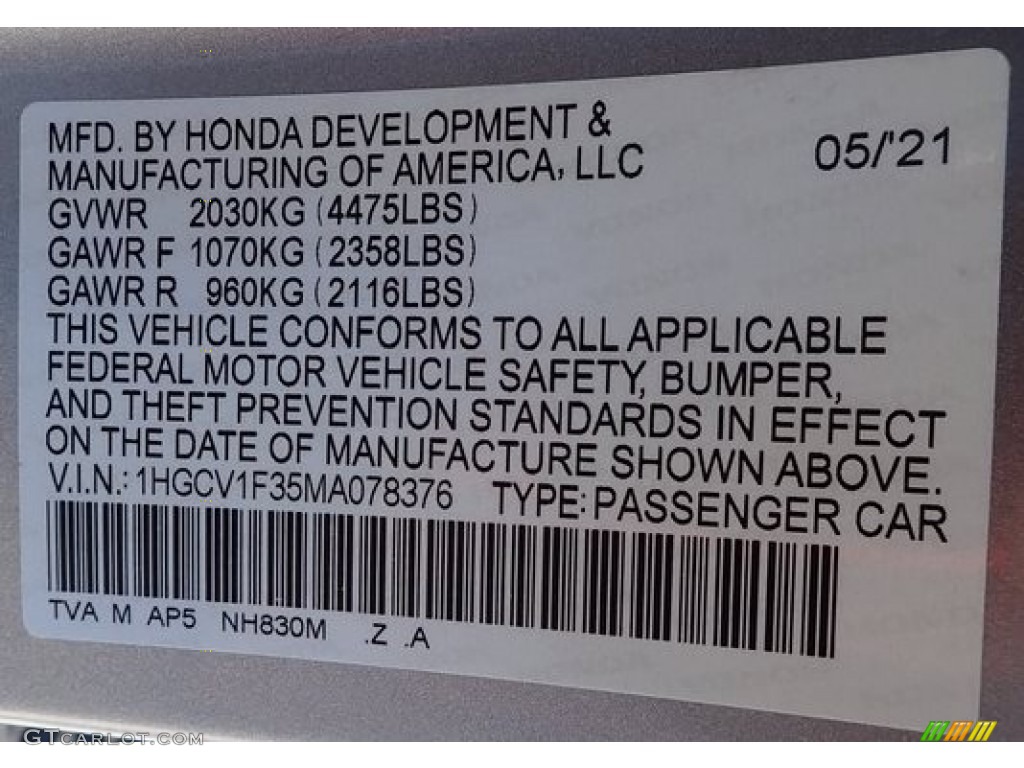 MFD. BY HONDA DEVELOPMENT &
MANUFACTURING OF AMERICA, LLC
05/'21
GVWR 2030KG (4475LBS)
GAWR F 1070KG (2358LBS)
GAWR R 960KG (2116LBS)
THIS VEHICLE CONFORMS TO ALL APPLICABLE
FEDERAL MOTOR VEHICLE SAFETY, BUMPER,
AND THEFT PREVENTION STANDARDS IN EFFECT
ON THE DATE OF MANUFACTURE SHOWN ABOVE.
V.I.N.: 1HGCV1F35MA078376 TYPE: PASSENGER CAR
TVA M AP5 NH830M .Z .A
GTcarlot.com